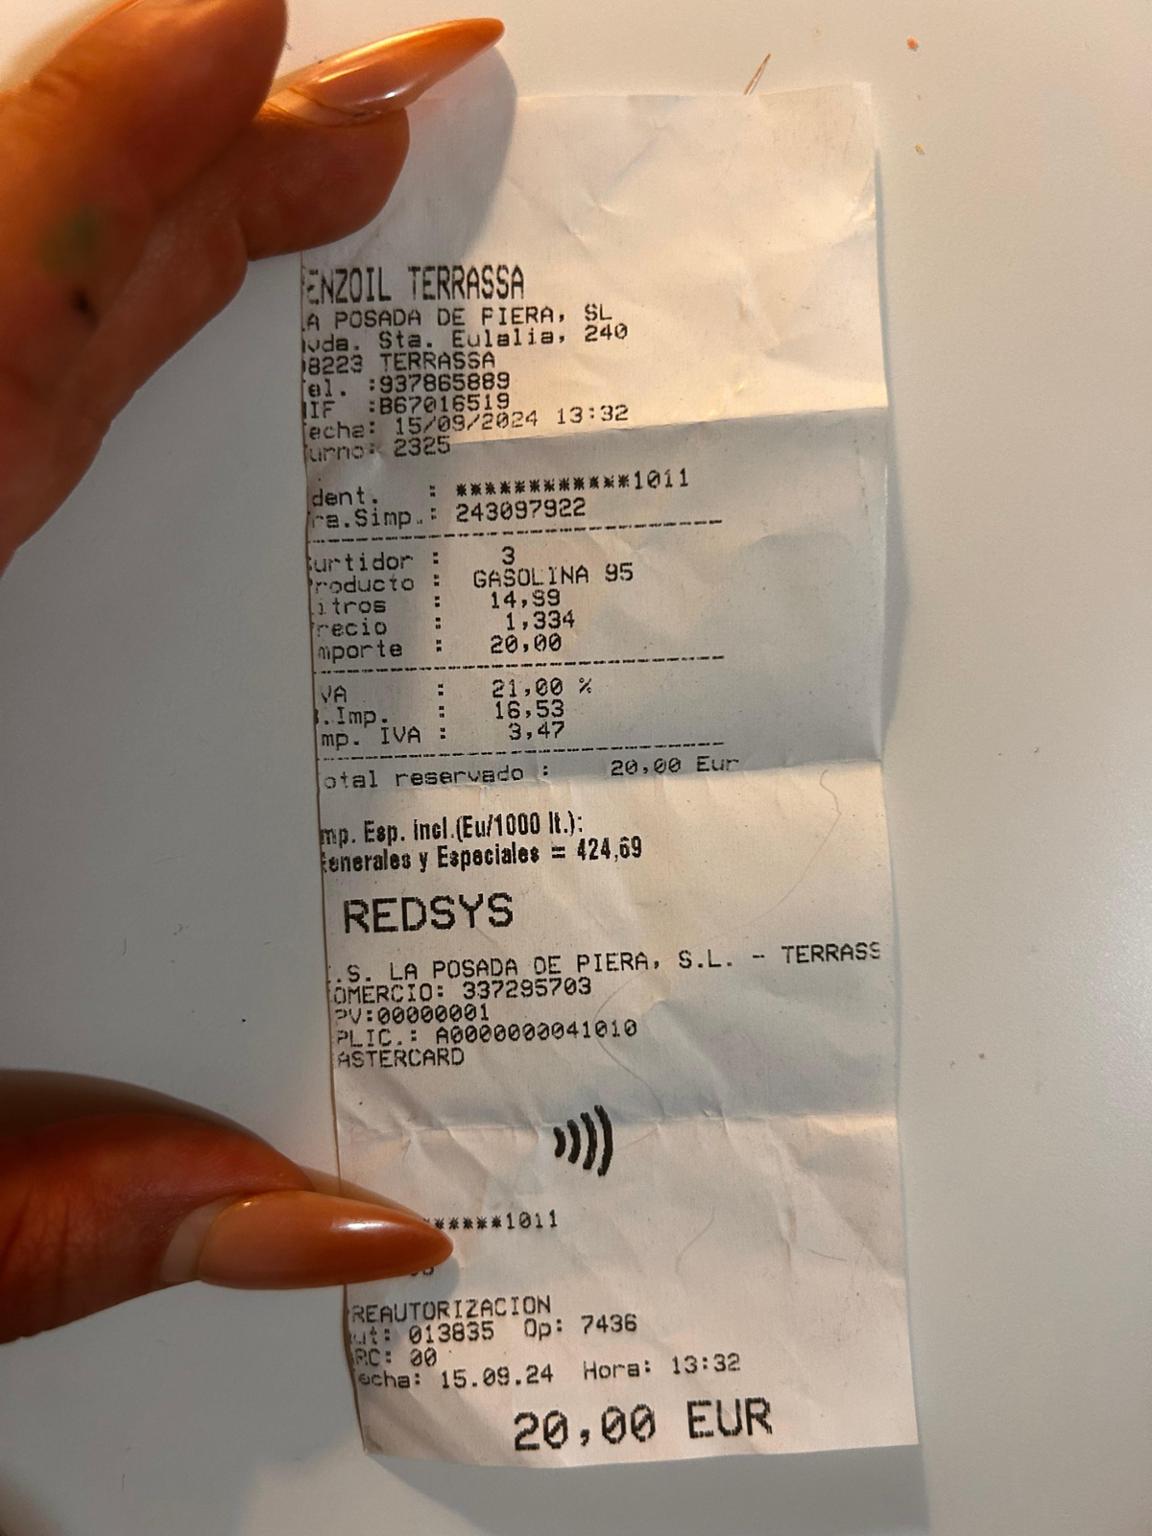 ENZOIL TERRASSA
A POSADA DE PIERA, SL
vda. Sta. Eulalia, 240
8223 TERRASSA
el. :937865889
IF :B67016519
echa: 15/09/2024 13:32
urno: 2325
dent. : ************1011
ra.Simp.: 243097922
urtidor : 3
roducto : GASOLINA 95
itros : 14,99
recio : 1,334
mporte : 20,00
VA : 21,00 %
.Imp. : 16,53
mp. IVA : 3,47
otal reservado : 20,00 Eur
mp. Esp. incl.(Eu/1000 lt.):
enerales y Especiales = 424,69
REDSYS
.S. LA POSADA DE PIERA, S.L. - TERRASS
OMERCIO: 337295703
PV:00000001
PLIC.: A0000000041010
ASTERCARD
******1011
REAUTORIZACION
ut: 013835 Op: 7436
RC: 00
echa: 15.09.24 Hora: 13:32
20,00 EUR